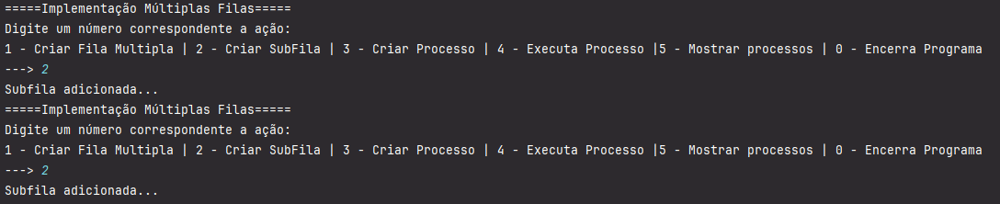 =====Implementação Múltiplas Filas=====
Digite um número correspondente a ação:
1 - Criar Fila Multipla | 2 - Criar SubFila | 3 - Criar Processo | 4 - Executa Processo |5 - Mostrar processos | 0 - Encerra Programa
---> 2
Subfila adicionada...
=====Implementação Múltiplas Filas=====
Digite um número correspondente a ação:
1 - Criar Fila Multipla | 2 - Criar SubFila | 3 - Criar Processo | 4 - Executa Processo |5 - Mostrar processos | 0 - Encerra Programa
---> 2
Subfila adicionada...